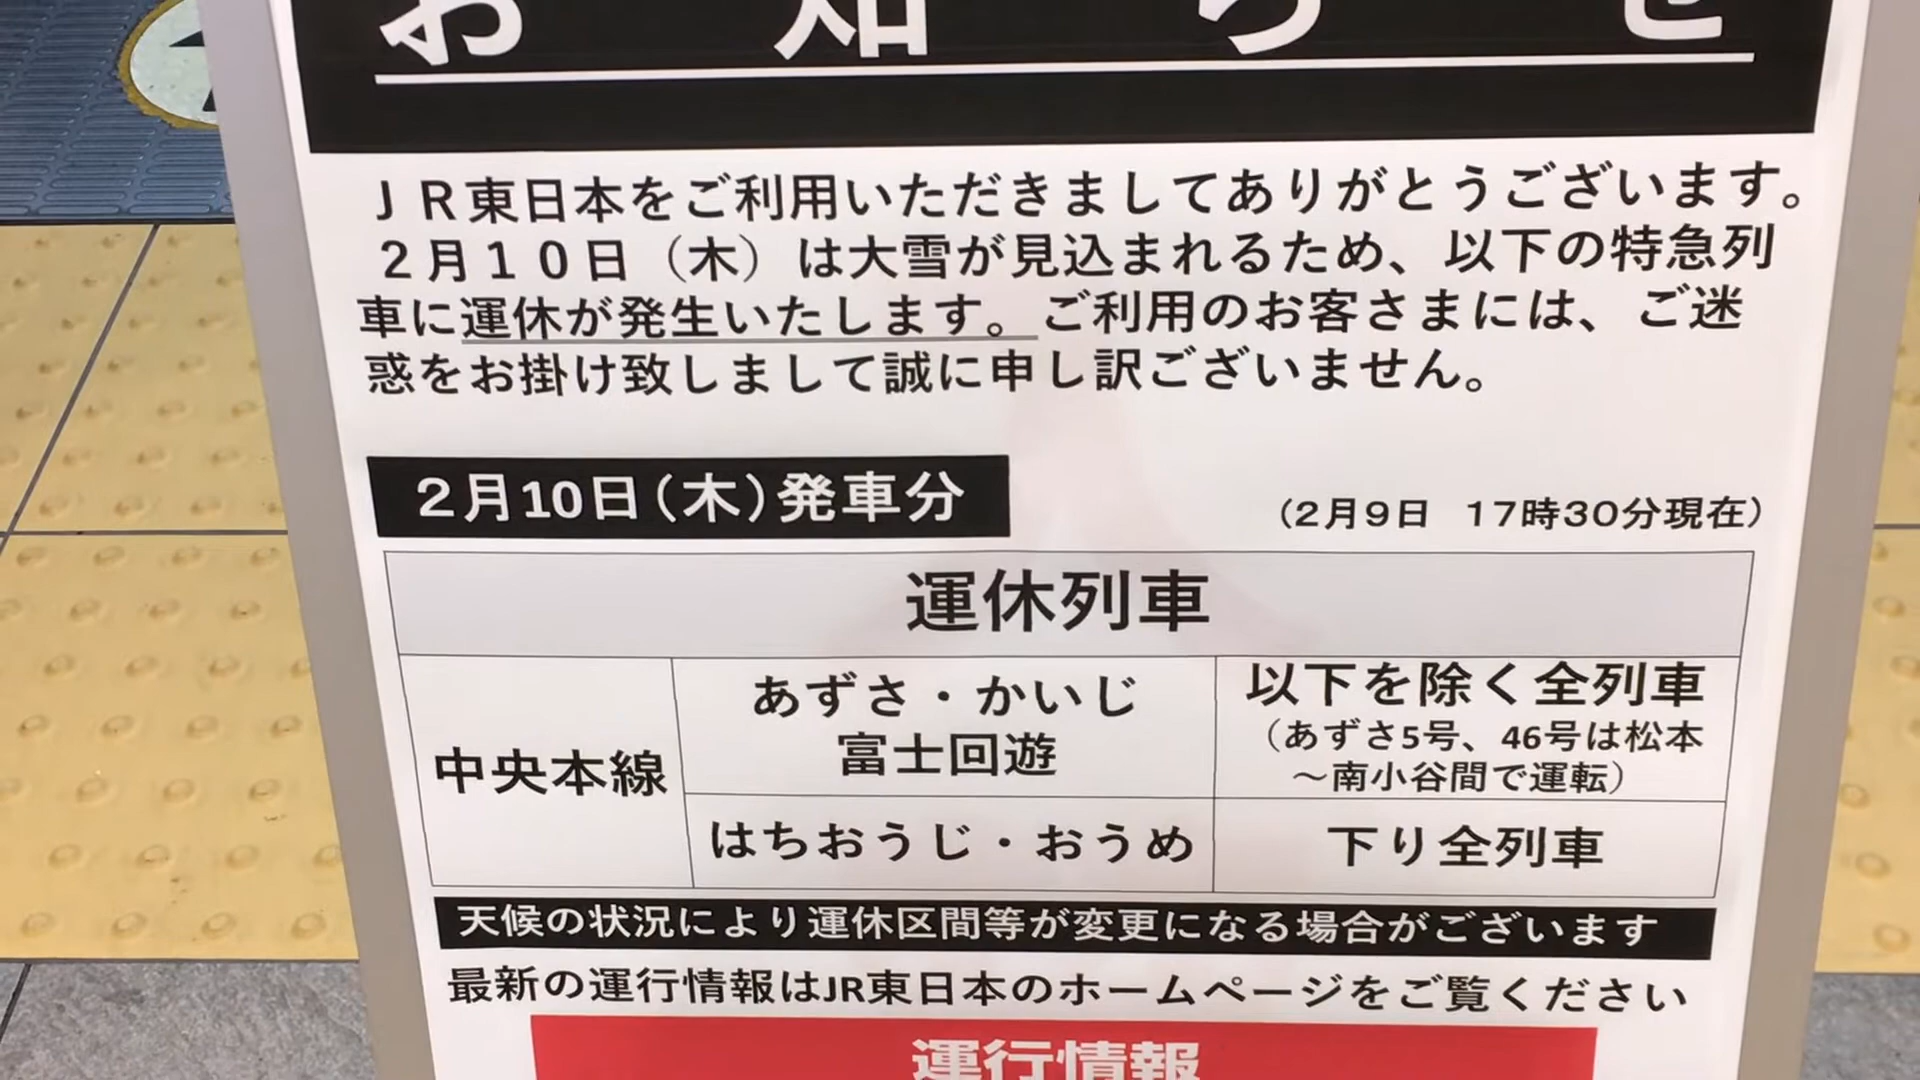 お知らせ
ＪＲ東日本をご利用いただきましてありがとうございます。
２月１０日（木）は大雪が見込まれるため、以下の特急列
車に運休が発生いたします。ご利用のお客さまには、ご迷
惑をお掛け致しまして誠に申し訳ございません。
２月10日（木）発車分
（２月９日　１７時３０分現在）
運休列車
中央本線
あずさ・かいじ
富士回遊
以下を除く全列車
（あずさ5号、46号は松本
～南小谷間で運転）
はちおうじ・おうめ
下り全列車
天候の状況により運休区間等が変更になる場合がございます
最新の運行情報はJR東日本のホームページをご覧ください
運行情報